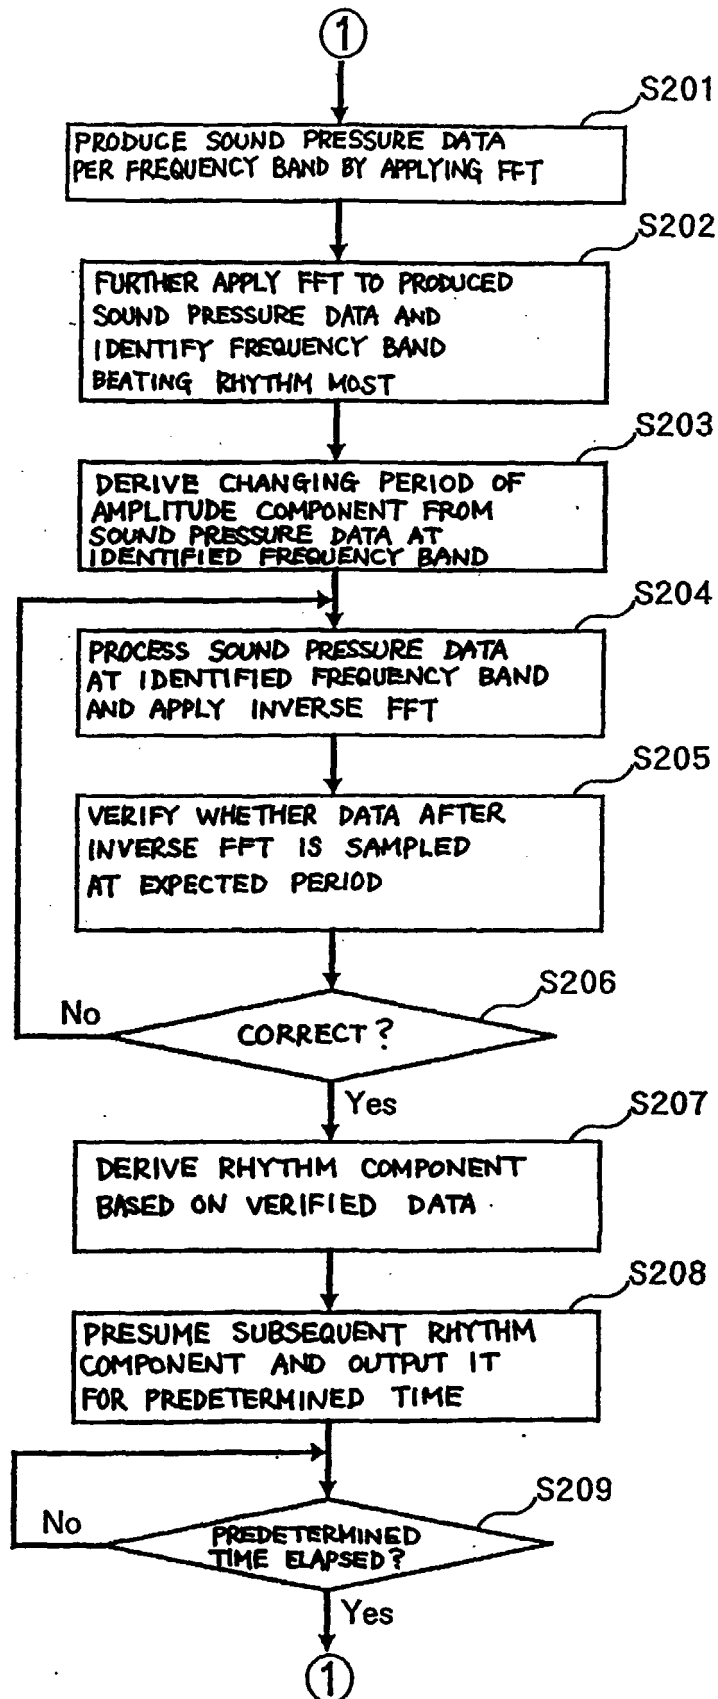 1
S201
PRODUCE SOUND PRESSURE DATA
PER FREQUENCY BAND BY APPLYING FFT
S202
FURTHER APPLY FFT TO PRODUCED
SOUND PRESSURE DATA AND
IDENTIFY FREQUENCY BAND
BEATING RHYTHM MOST
S203
DERIVE CHANGING PERIOD OF
AMPLITUDE COMPONENT FROM
SOUND PRESSURE DATA AT
IDENTIFIED FREQUENCY BAND
S204
PROCESS SOUND PRESSURE DATA
AT IDENTIFIED FREQUENCY BAND
AND APPLY INVERSE FFT
S205
VERIFY WHETHER DATA AFTER
INVERSE FFT IS SAMPLED
AT EXPECTED PERIOD
S206
No
CORRECT?
Yes
S207
DERIVE RHYTHM COMPONENT
BASED ON VERIFIED DATA
S208
PRESUME SUBSEQUENT RHYTHM
COMPONENT AND OUTPUT IT
FOR PREDETERMINED TIME
S209
No
PREDETERMINED
TIME ELAPSED?
Yes
1